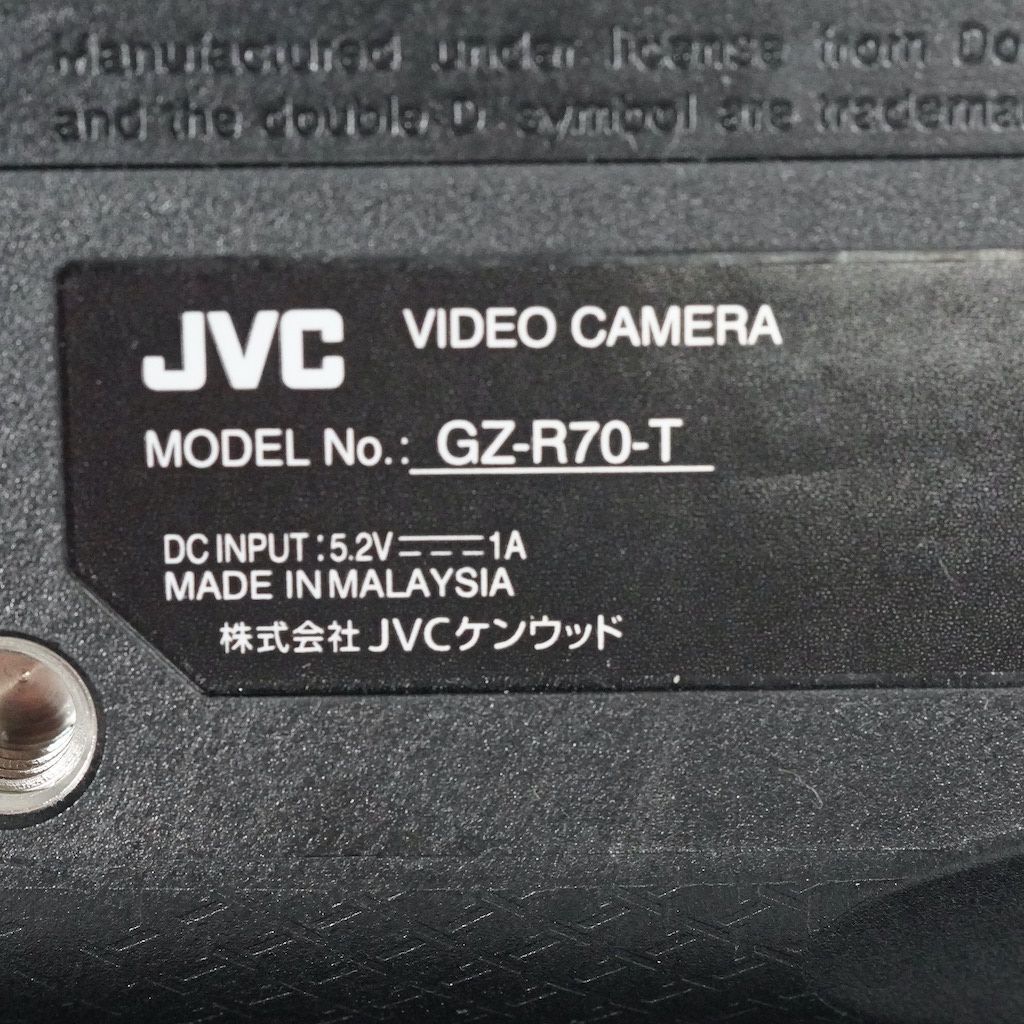 Manufactured under license from Do
and the double-D symbol are tradema
JVC VIDEO CAMERA
MODEL No.: GZ-R70-T
DC INPUT : 5.2V⎓1A
MADE IN MALAYSIA
株式会社 JVCケンウッド